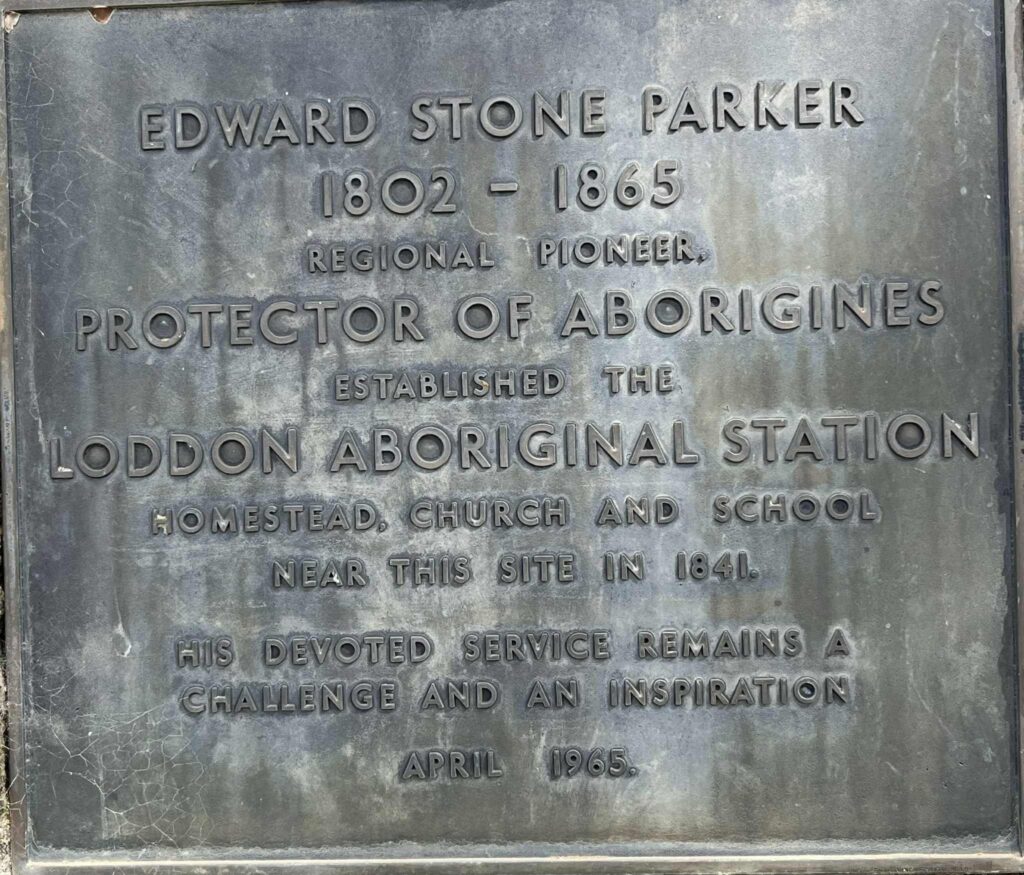 EDWARD STONE PARKER
1802 - 1865
REGIONAL PIONEER,
PROTECTOR OF ABORIGINES
ESTABLISHED THE
LODDON ABORIGINAL STATION
HOMESTEAD, CHURCH AND SCHOOL
NEAR THIS SITE IN 1841.
HIS DEVOTED SERVICE REMAINS A
CHALLENGE AND AN INSPIRATION
APRIL 1965.